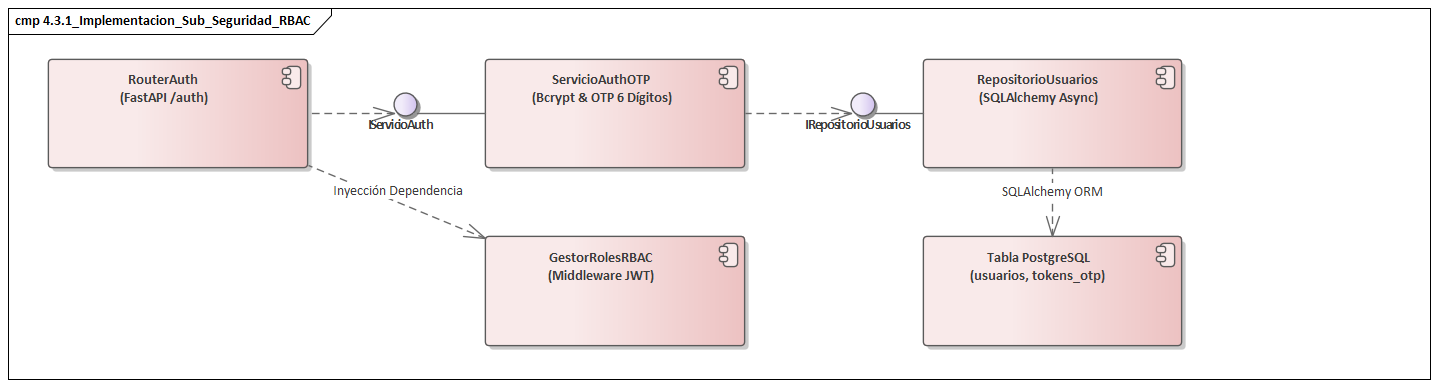 cmp 4.3.1_Implementacion_Sub_Seguridad_RBAC
RouterAuth
(FastAPI /auth)
IServicioAuth
ServicioAuthOTP
(Bcrypt & OTP 6 Dígitos)
IRepositorioUsuarios
RepositorioUsuarios
(SQLAlchemy Async)
Inyección Dependencia
SQLAlchemy ORM
GestorRolesRBAC
(Middleware JWT)
Tabla PostgreSQL
(usuarios, tokens_otp)